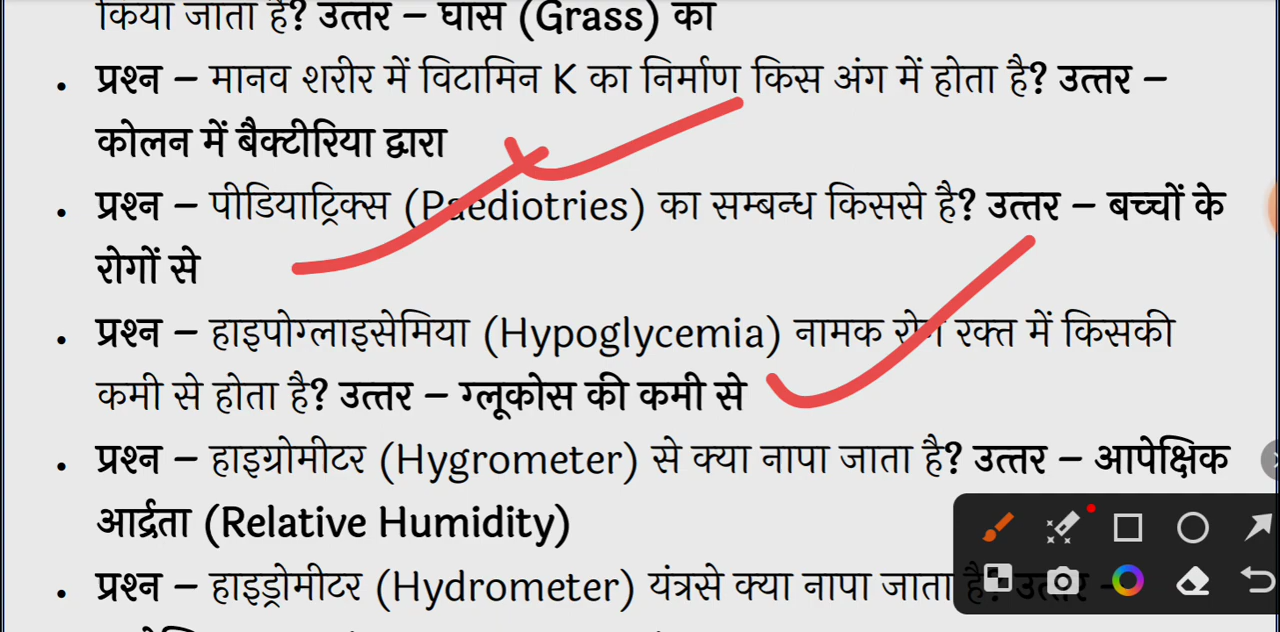 किया जाता है? उत्तर – घास (Grass) का
• प्रश्न – मानव शरीर में विटामिन K का निर्माण किस अंग में होता है? उत्तर –
कोलन में बैक्टीरिया द्वारा
• प्रश्न – पीडियाट्रिक्स (Paediotries) का सम्बन्ध किससे है? उत्तर – बच्चों के
रोगों से
• प्रश्न – हाइपोग्लाइसेमिया (Hypoglycemia) नामक रोग रक्त में किसकी
कमी से होता है? उत्तर – ग्लूकोस की कमी से
• प्रश्न – हाइग्रोमीटर (Hygrometer) से क्या नापा जाता है? उत्तर – आपेक्षिक
आर्द्रता (Relative Humidity)
• प्रश्न – हाइड्रोमीटर (Hydrometer) यंत्रसे क्या नापा जाता है? उत्तर –